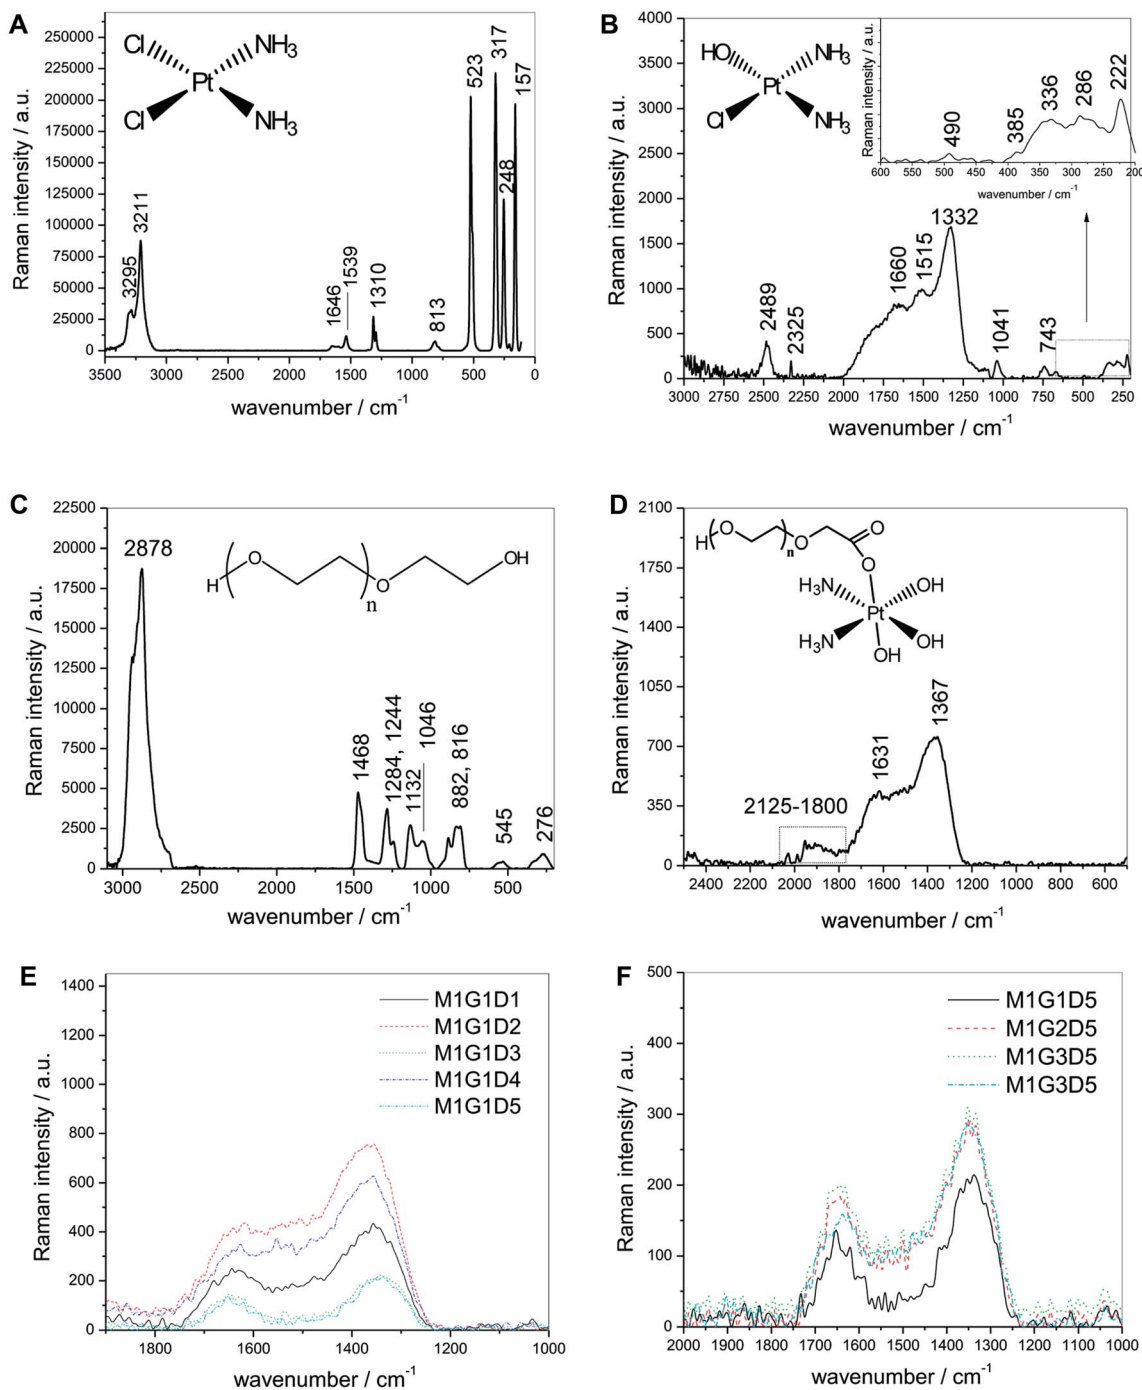 A
Cl NH3
Pt
Cl NH3
3295
3211
1646
1539
1310
813
523
317
248
157
Raman intensity / a.u.
250000
225000
200000
175000
150000
125000
100000
75000
50000
25000
0
3500 3000 2500 2000 1500 1000 500 0
wavenumber / cm-1
B
HO NH3
Pt
Cl NH3
Raman intensity / a.u.
490
385
336
286
222
600 550 500 450 400 350 300 250 200
wavenumber / cm-1
2489
2325
1660
1515
1332
1041
743
Raman intensity / a.u.
4000
3500
3000
2500
2000
1500
1000
500
0
3000 2750 2500 2250 2000 1750 1500 1250 1000 750 500 250
wavenumber / cm-1
C
2878
H O O OH
n
1468
1284, 1244
1132
1046
882, 816
545
276
Raman intensity / a.u.
22500
20000
17500
15000
12500
10000
7500
5000
2500
0
3000 2500 2000 1500 1000 500
wavenumber / cm-1
D
H O O O
n
O
H3N OH
Pt
H3N OH
OH
2125-1800
1631
1367
Raman intensity / a.u.
2100
1750
1400
1050
700
350
0
2400 2200 2000 1800 1600 1400 1200 1000 800 600
wavenumber / cm-1
E
M1G1D1
M1G1D2
M1G1D3
M1G1D4
M1G1D5
Raman intensity / a.u.
1400
1200
1000
800
600
400
200
0
1800 1600 1400 1200 1000
wavenumber / cm-1
F
M1G1D5
M1G2D5
M1G3D5
M1G3D5
Raman intensity / a.u.
500
400
300
200
100
0
2000 1900 1800 1700 1600 1500 1400 1300 1200 1100 1000
wavenumber / cm-1